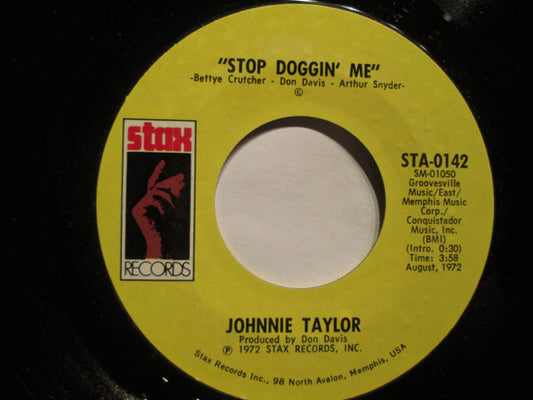 "STOP DOGGIN' ME"
-Bettye Crutcher - Don Davis - Arthur Snyder-
©
stax
RECORDS
STA-0142
SM-01050
Groovesville
Music/East/
Memphis Music
Corp./
Conquistador
Music, Inc.
(BMI)
(Intro. 0:30)
Time: 3:58
August, 1972
JOHNNIE TAYLOR
Produced by Don Davis
℗ 1972 STAX RECORDS, INC.
Stax Records Inc., 98 North Avalon, Memphis, USA